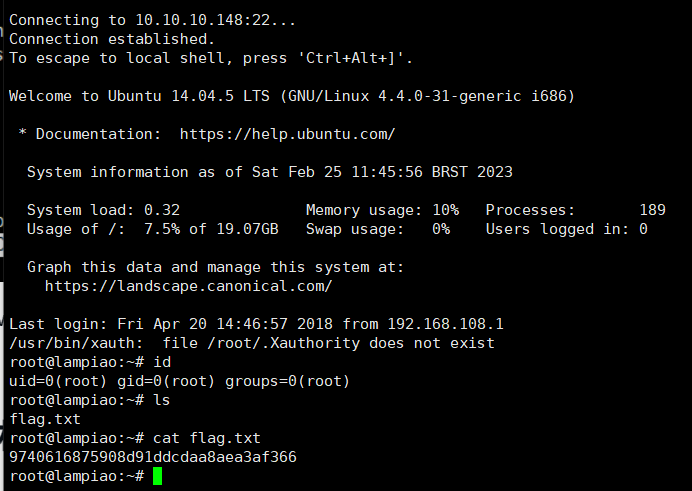 Connecting to 10.10.10.148:22...
Connection established.
To escape to local shell, press 'Ctrl+Alt+]'.
Welcome to Ubuntu 14.04.5 LTS (GNU/Linux 4.4.0-31-generic i686)
* Documentation:  https://help.ubuntu.com/
System information as of Sat Feb 25 11:45:56 BRST 2023
System load: 0.32              Memory usage: 10%   Processes:       189
Usage of /:  7.5% of 19.07GB   Swap usage:   0%    Users logged in: 0
Graph this data and manage this system at:
https://landscape.canonical.com/
Last login: Fri Apr 20 14:46:57 2018 from 192.168.108.1
/usr/bin/xauth:  file /root/.Xauthority does not exist
root@lampiao:~# id
uid=0(root) gid=0(root) groups=0(root)
root@lampiao:~# ls
flag.txt
root@lampiao:~# cat flag.txt
9740616875908d91ddcdaa8aea3af366
root@lampiao:~#